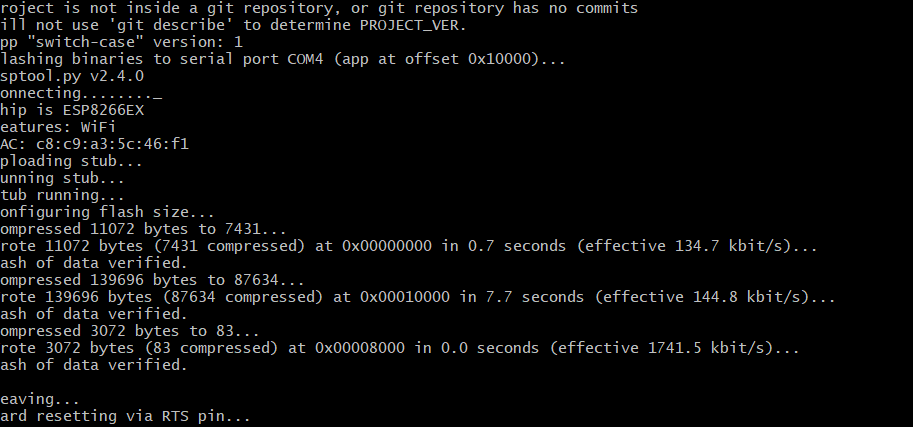 roject is not inside a git repository, or git repository has no commits
ill not use 'git describe' to determine PROJECT_VER.
pp "switch-case" version: 1
lashing binaries to serial port COM4 (app at offset 0x10000)...
sptool.py v2.4.0
onnecting........_
hip is ESP8266EX
eatures: WiFi
AC: c8:c9:a3:5c:46:f1
ploading stub...
unning stub...
tub running...
onfiguring flash size...
ompressed 11072 bytes to 7431...
rote 11072 bytes (7431 compressed) at 0x00000000 in 0.7 seconds (effective 134.7 kbit/s)...
ash of data verified.
ompressed 139696 bytes to 87634...
rote 139696 bytes (87634 compressed) at 0x00010000 in 7.7 seconds (effective 144.8 kbit/s)...
ash of data verified.
ompressed 3072 bytes to 83...
rote 3072 bytes (83 compressed) at 0x00008000 in 0.0 seconds (effective 1741.5 kbit/s)...
ash of data verified.
eaving...
ard resetting via RTS pin...